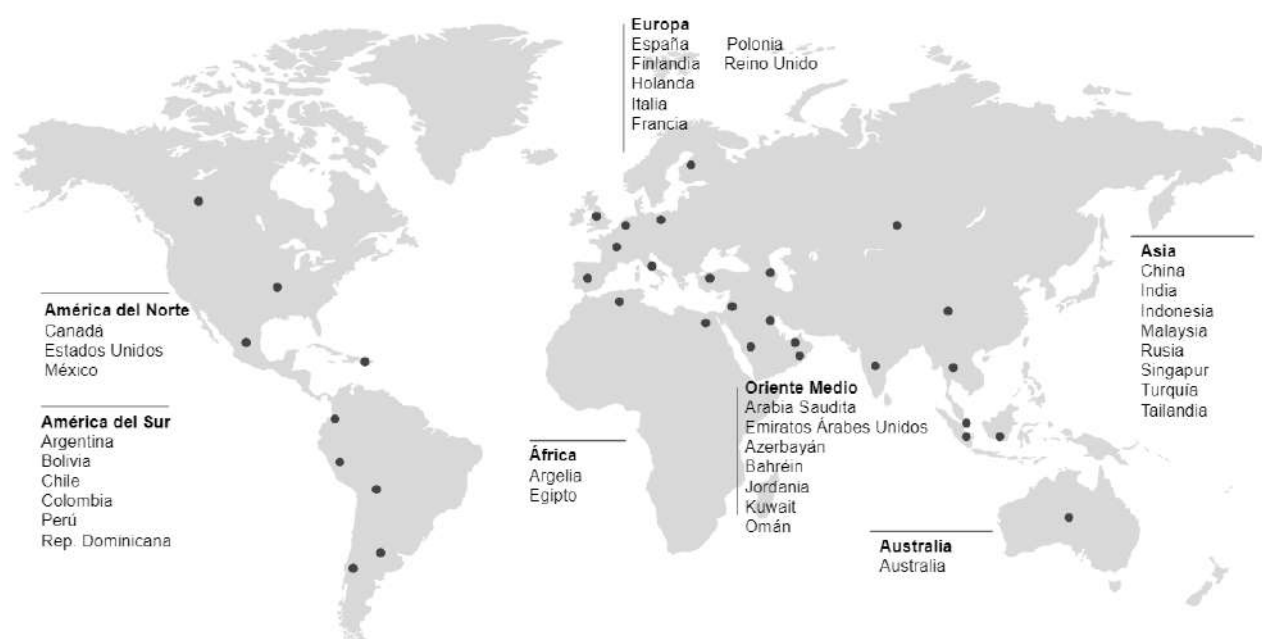 Europa
España Polonia
Finlandia Reino Unido
Holanda
Italia
Francia
América del Norte
Canadá
Estados Unidos
México
América del Sur
Argentina
Bolivia
Chile
Colombia
Perú
Rep. Dominicana
África
Argelia
Egipto
Oriente Medio
Arabia Saudita
Emiratos Árabes Unidos
Azerbayán
Bahréin
Jordania
Kuwait
Omán
Asia
China
India
Indonesia
Malaysia
Rusia
Singapur
Turquía
Tailandia
Australia
Australia